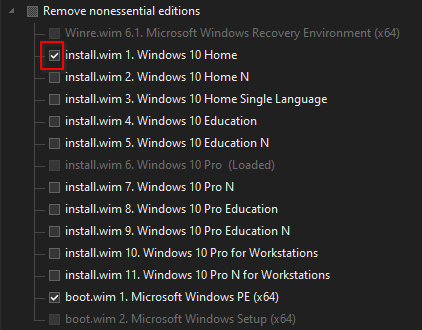 Remove nonessential editions
Winre.wim 6.1. Microsoft Windows Recovery Environment (x64)
install.wim 1. Windows 10 Home
install.wim 2. Windows 10 Home N
install.wim 3. Windows 10 Home Single Language
install.wim 4. Windows 10 Education
install.wim 5. Windows 10 Education N
install.wim 6. Windows 10 Pro (Loaded)
install.wim 7. Windows 10 Pro N
install.wim 8. Windows 10 Pro Education
install.wim 9. Windows 10 Pro Education N
install.wim 10. Windows 10 Pro for Workstations
install.wim 11. Windows 10 Pro N for Workstations
boot.wim 1. Microsoft Windows PE (x64)
boot.wim 2. Microsoft Windows Setup (x64)